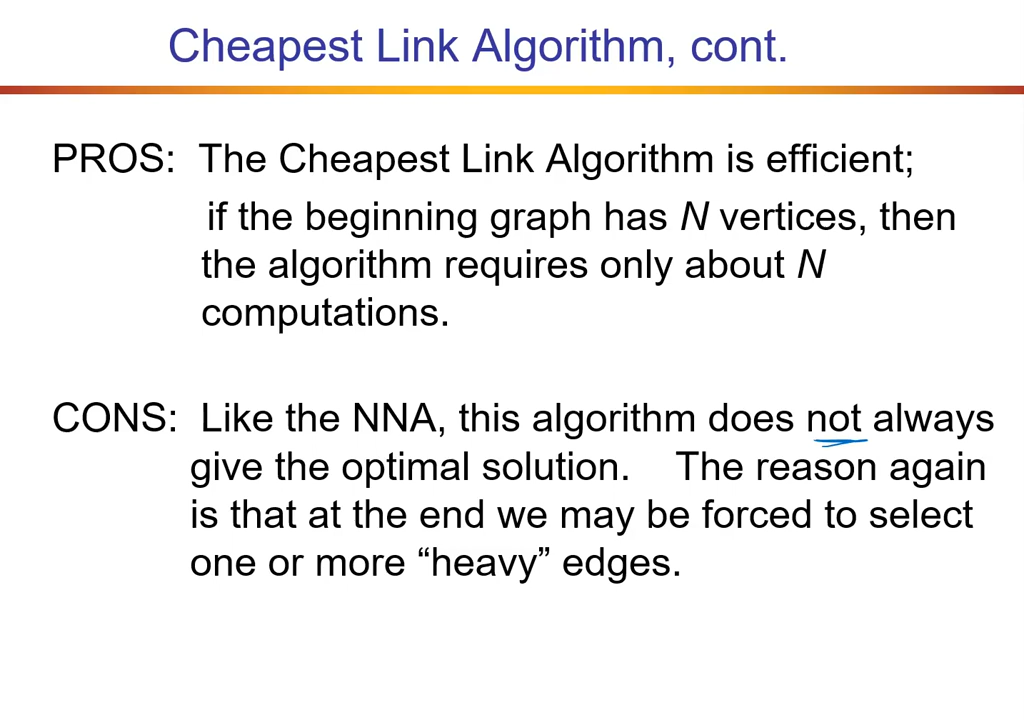 Cheapest Link Algorithm, cont.
PROS: The Cheapest Link Algorithm is efficient;
if the beginning graph has N vertices, then
the algorithm requires only about N
computations.
CONS: Like the NNA, this algorithm does not always
give the optimal solution. The reason again
is that at the end we may be forced to select
one or more “heavy” edges.